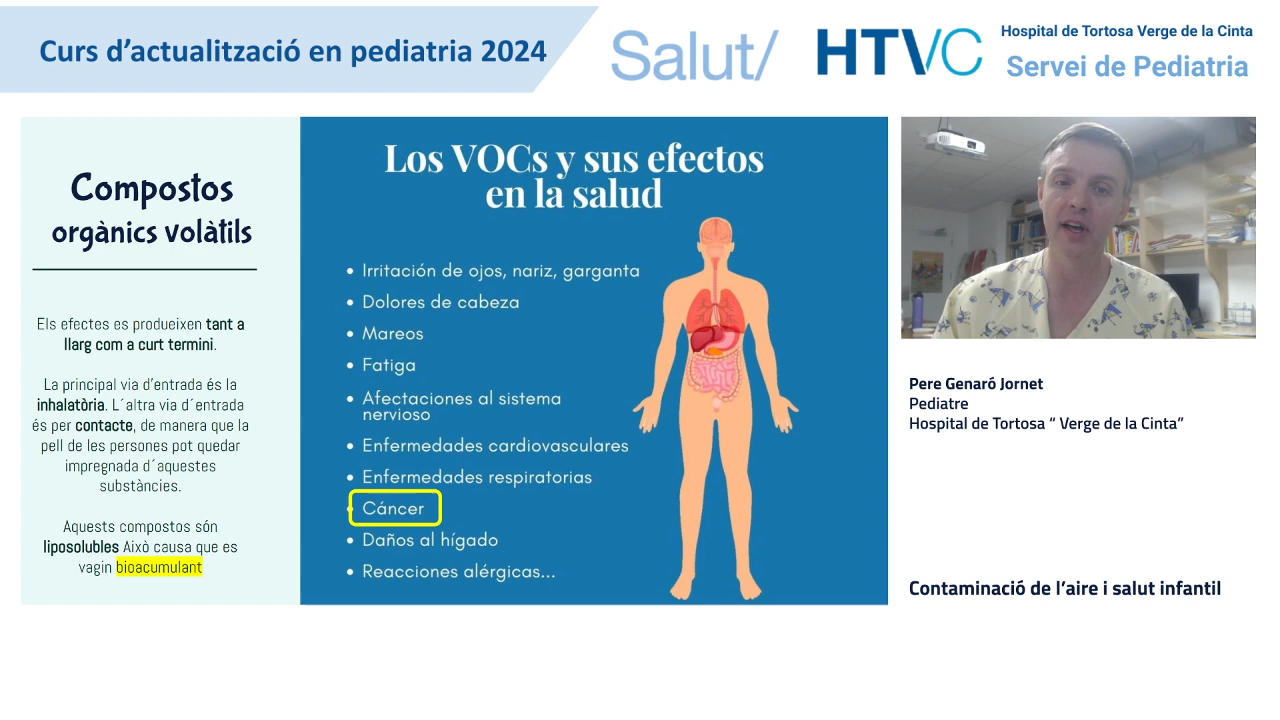 Curs d’actualització en pediatria 2024
Salut/
HTVC
Hospital de Tortosa Verge de la Cinta
Servei de Pediatria
Compostos
orgànics volàtils
Els efectes es produeixen tant a
llarg com a curt termini.
La principal via d'entrada és la
inhalatòria. L´altra via d´entrada
és per contacte, de manera que la
pell de les persones pot quedar
impregnada d´aquestes
substàncies.
Aquests compostos són
liposolubles Això causa que es
vagin bioacumulant
Los VOCs y sus efectos
en la salud
• Irritación de ojos, nariz, garganta
• Dolores de cabeza
• Mareos
• Fatiga
• Afectaciones al sistema
nervioso
• Enfermedades cardiovasculares
• Enfermedades respiratorias
• Cáncer
• Daños al hígado
• Reacciones alérgicas...
Pere Genaró Jornet
Pediatre
Hospital de Tortosa “ Verge de la Cinta”
Contaminació de l’aire i salut infantil